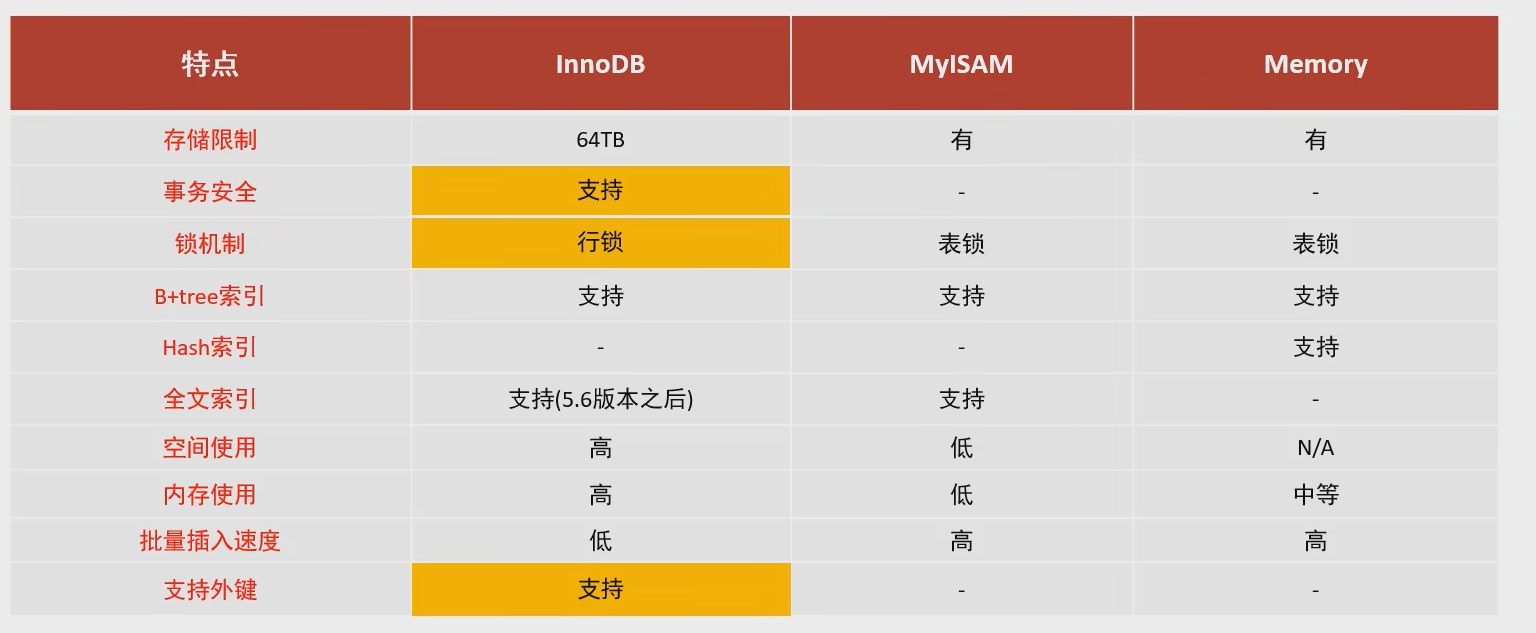 特点 InnoDB MyISAM Memory
存储限制 64TB 有 有
事务安全 支持 - -
锁机制 行锁 表锁 表锁
B+tree索引 支持 支持 支持
Hash索引 - - 支持
全文索引 支持(5.6版本之后) 支持 -
空间使用 高 低 N/A
内存使用 高 低 中等
批量插入速度 低 高 高
支持外键 支持 - -